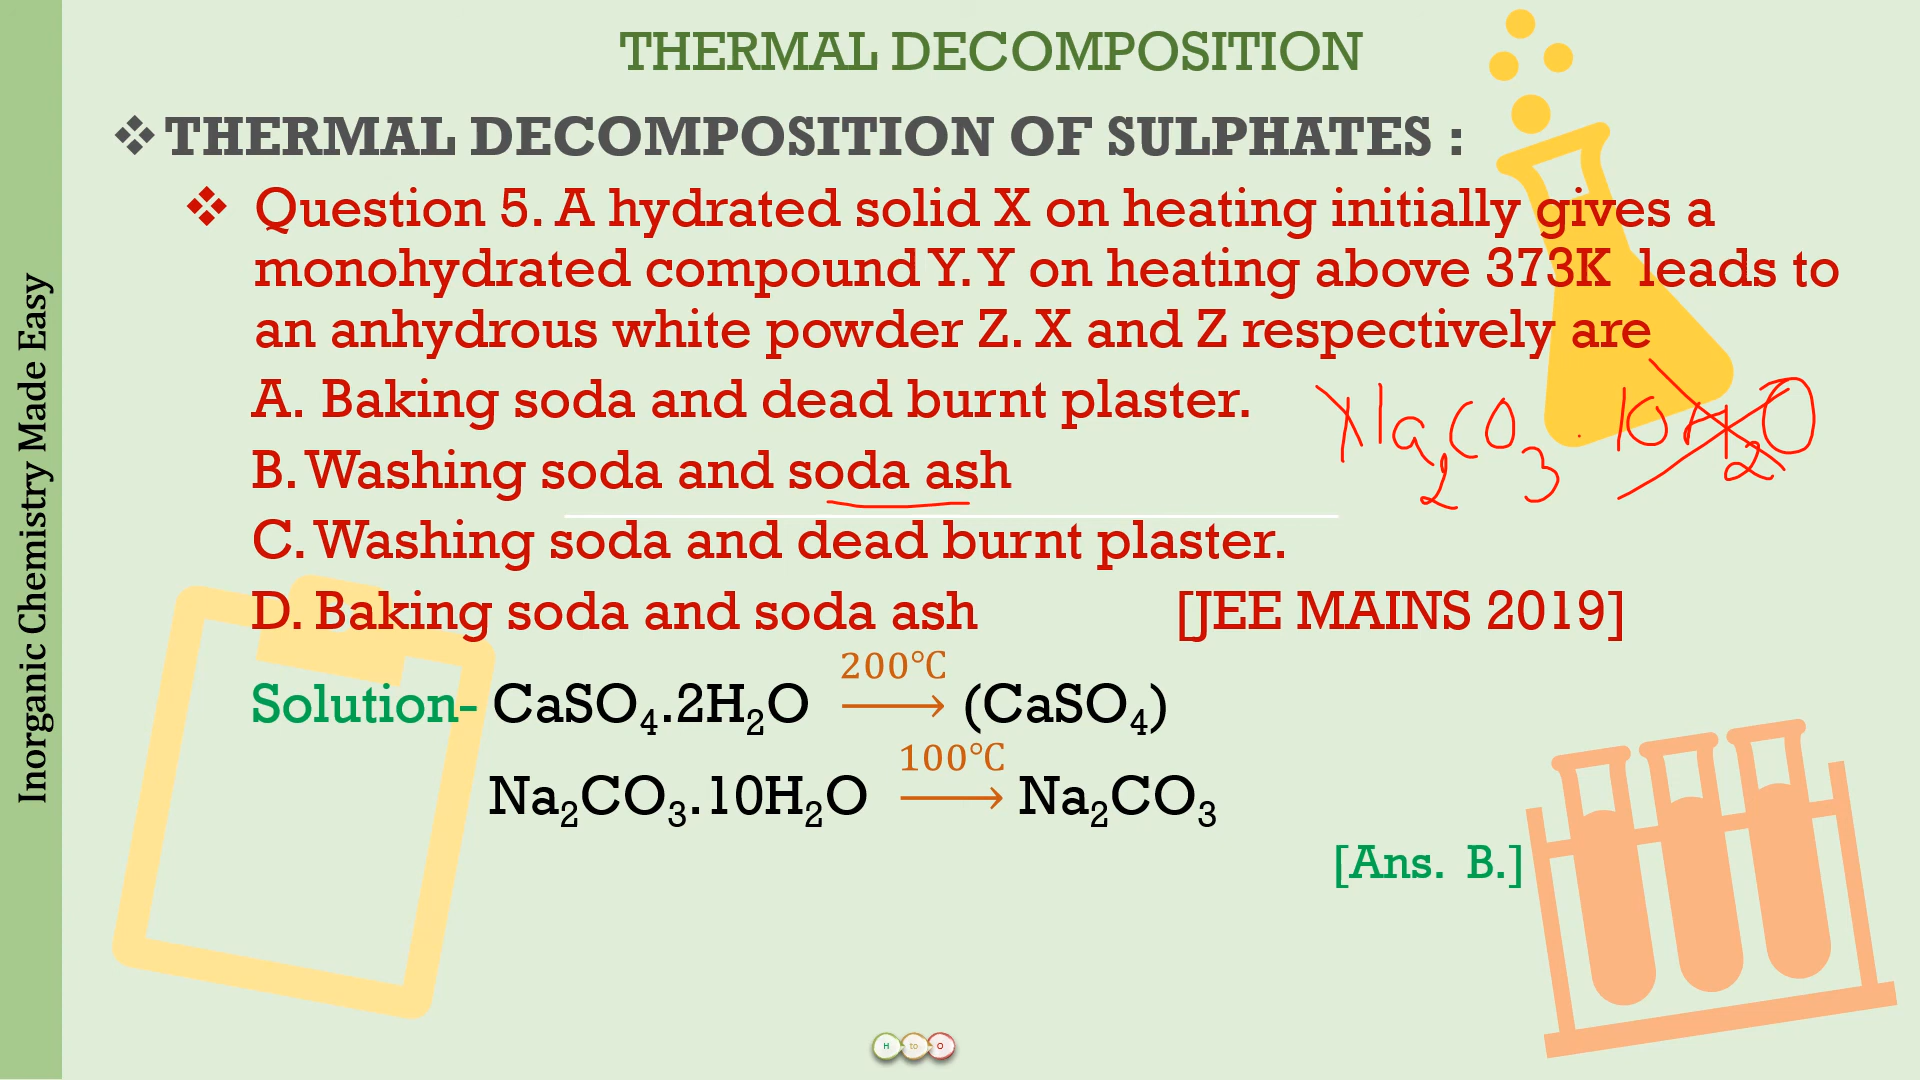 THERMAL DECOMPOSITION
❖ THERMAL DECOMPOSITION OF SULPHATES :
❖ Question 5. A hydrated solid X on heating initially gives a
monohydrated compound Y. Y on heating above 373K leads to
an anhydrous white powder Z. X and Z respectively are
A. Baking soda and dead burnt plaster.
Na₂CO₃ . 10H₂O
B. Washing soda and soda ash
C. Washing soda and dead burnt plaster.
D. Baking soda and soda ash [JEE MAINS 2019]
200℃
Solution- CaSO₄.2H₂O ⟶ (CaSO₄)
100℃
Na₂CO₃.10H₂O ⟶ Na₂CO₃
[Ans. B.]
Inorganic Chemistry Made Easy
H to O